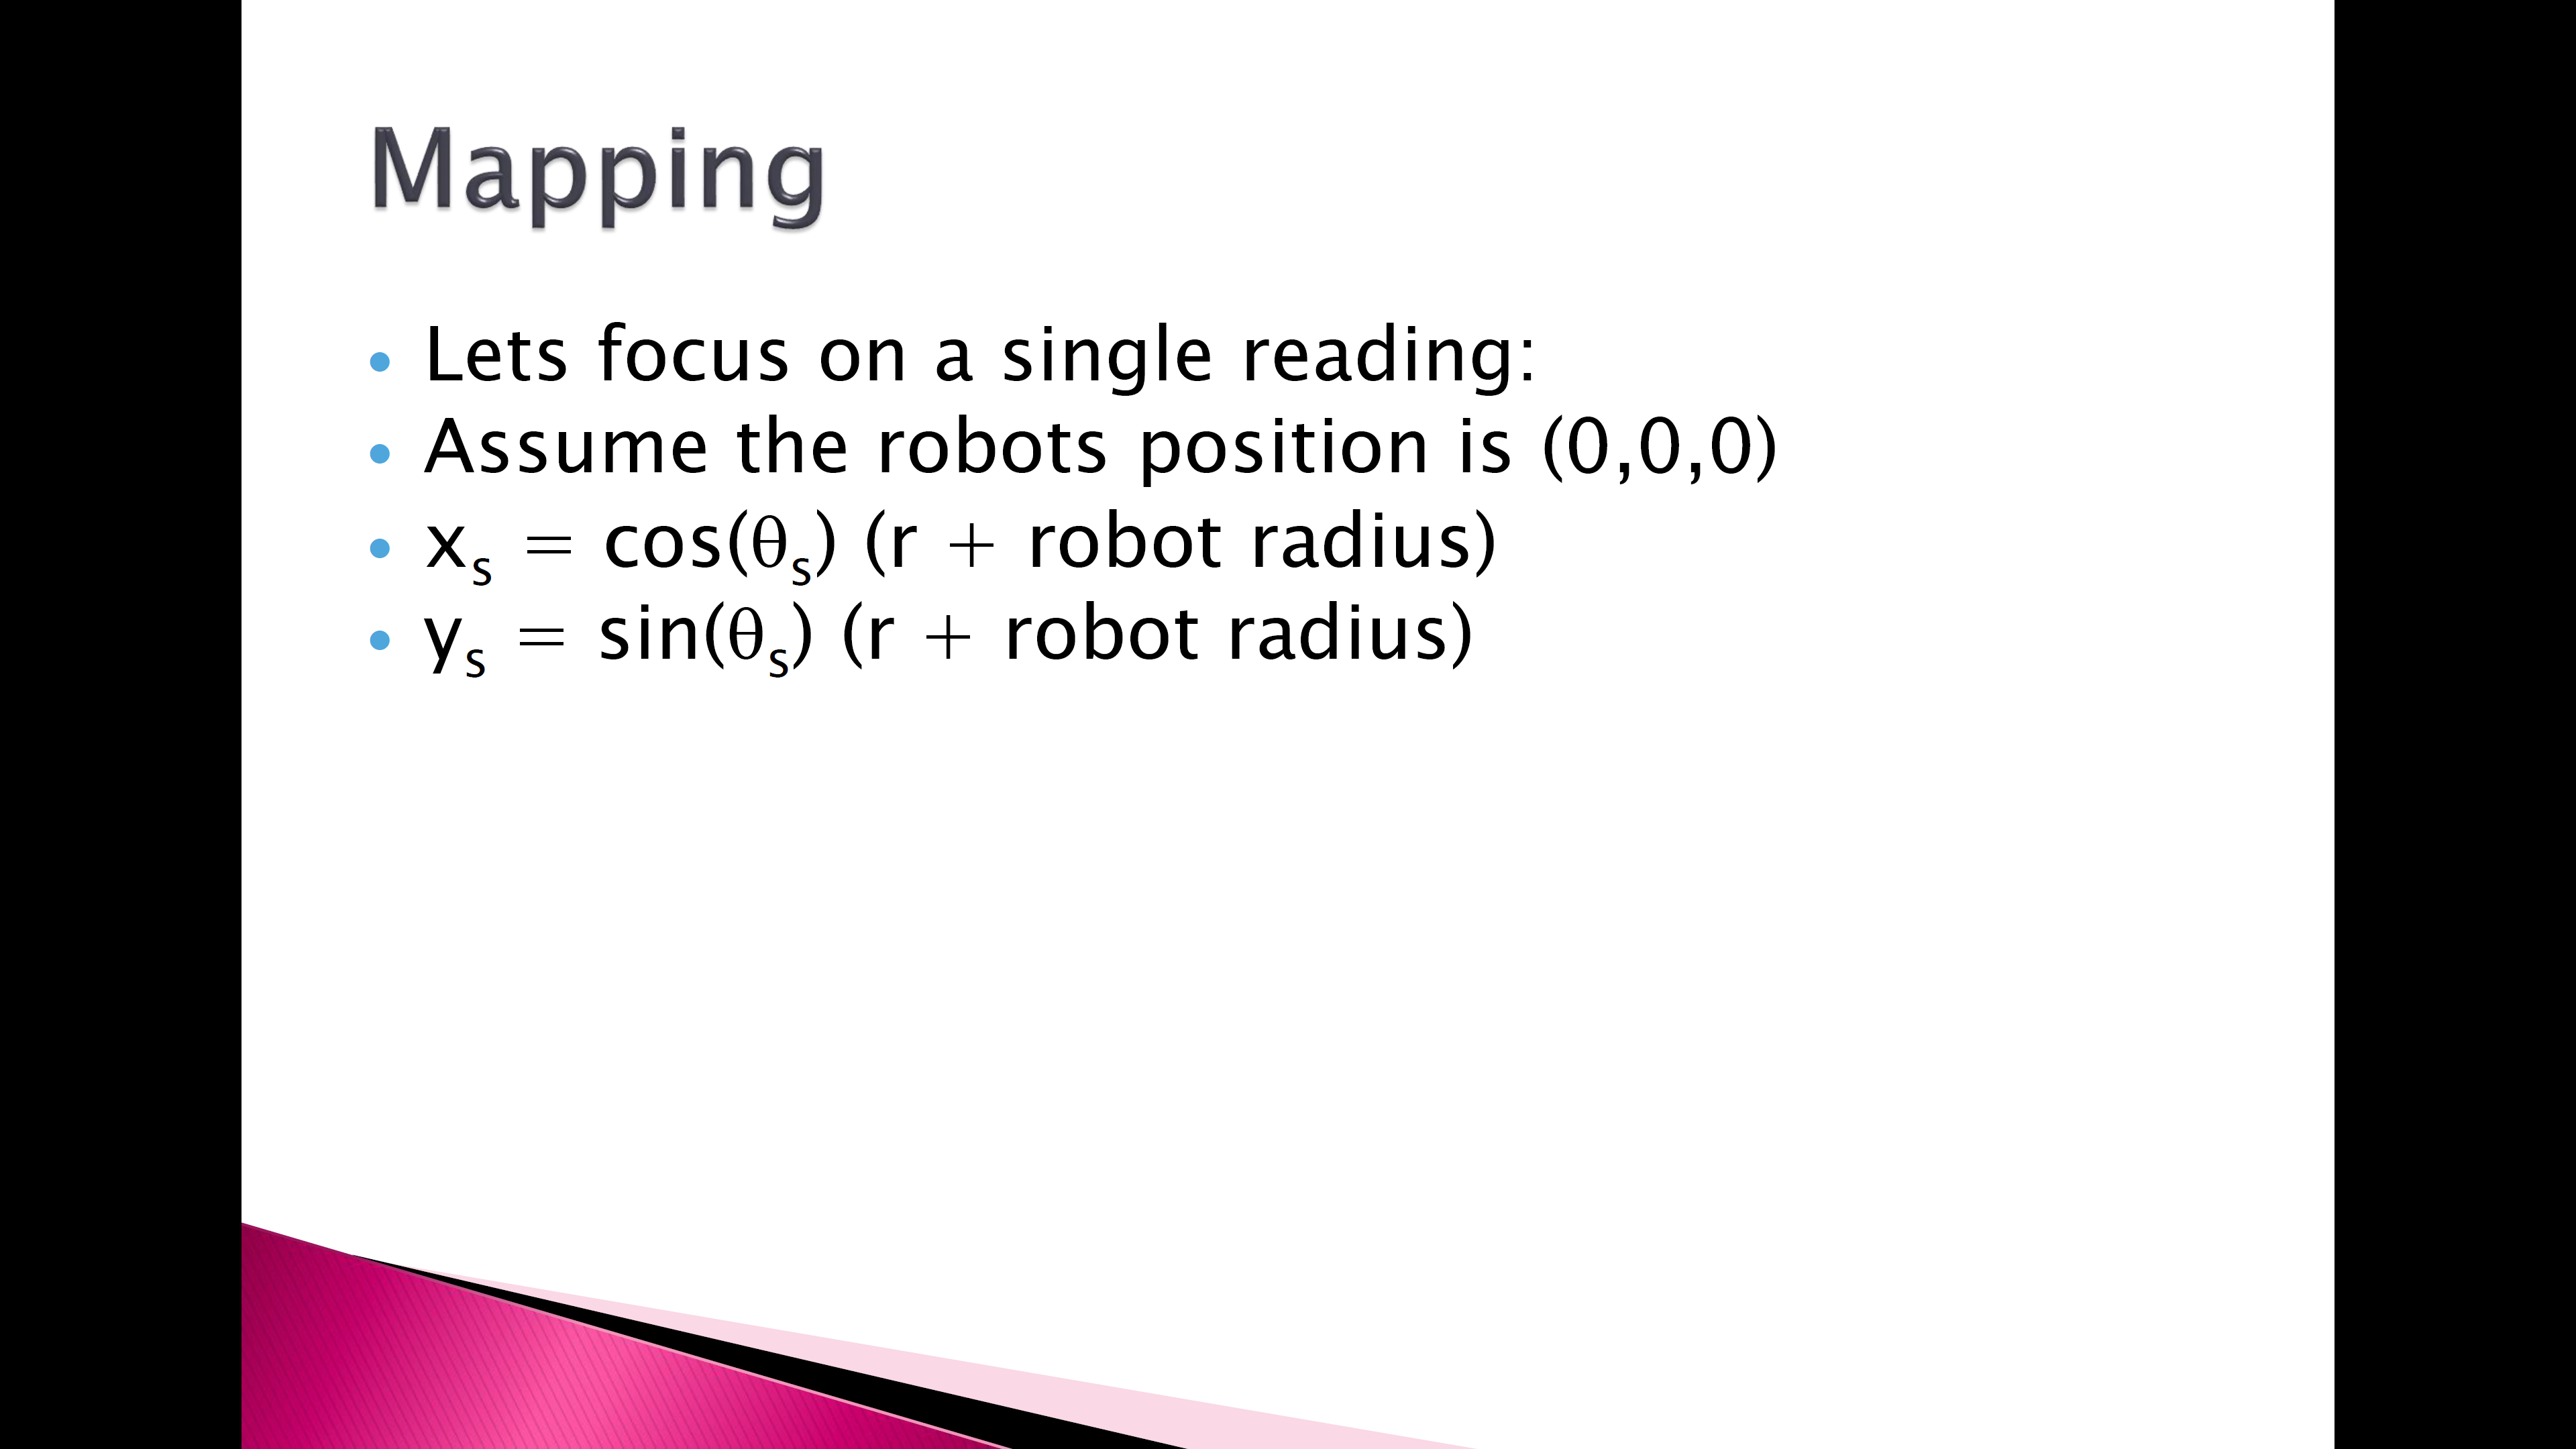 Mapping
• Lets focus on a single reading:
• Assume the robots position is (0,0,0)
• xₛ = cos(θₛ) (r + robot radius)
• yₛ = sin(θₛ) (r + robot radius)